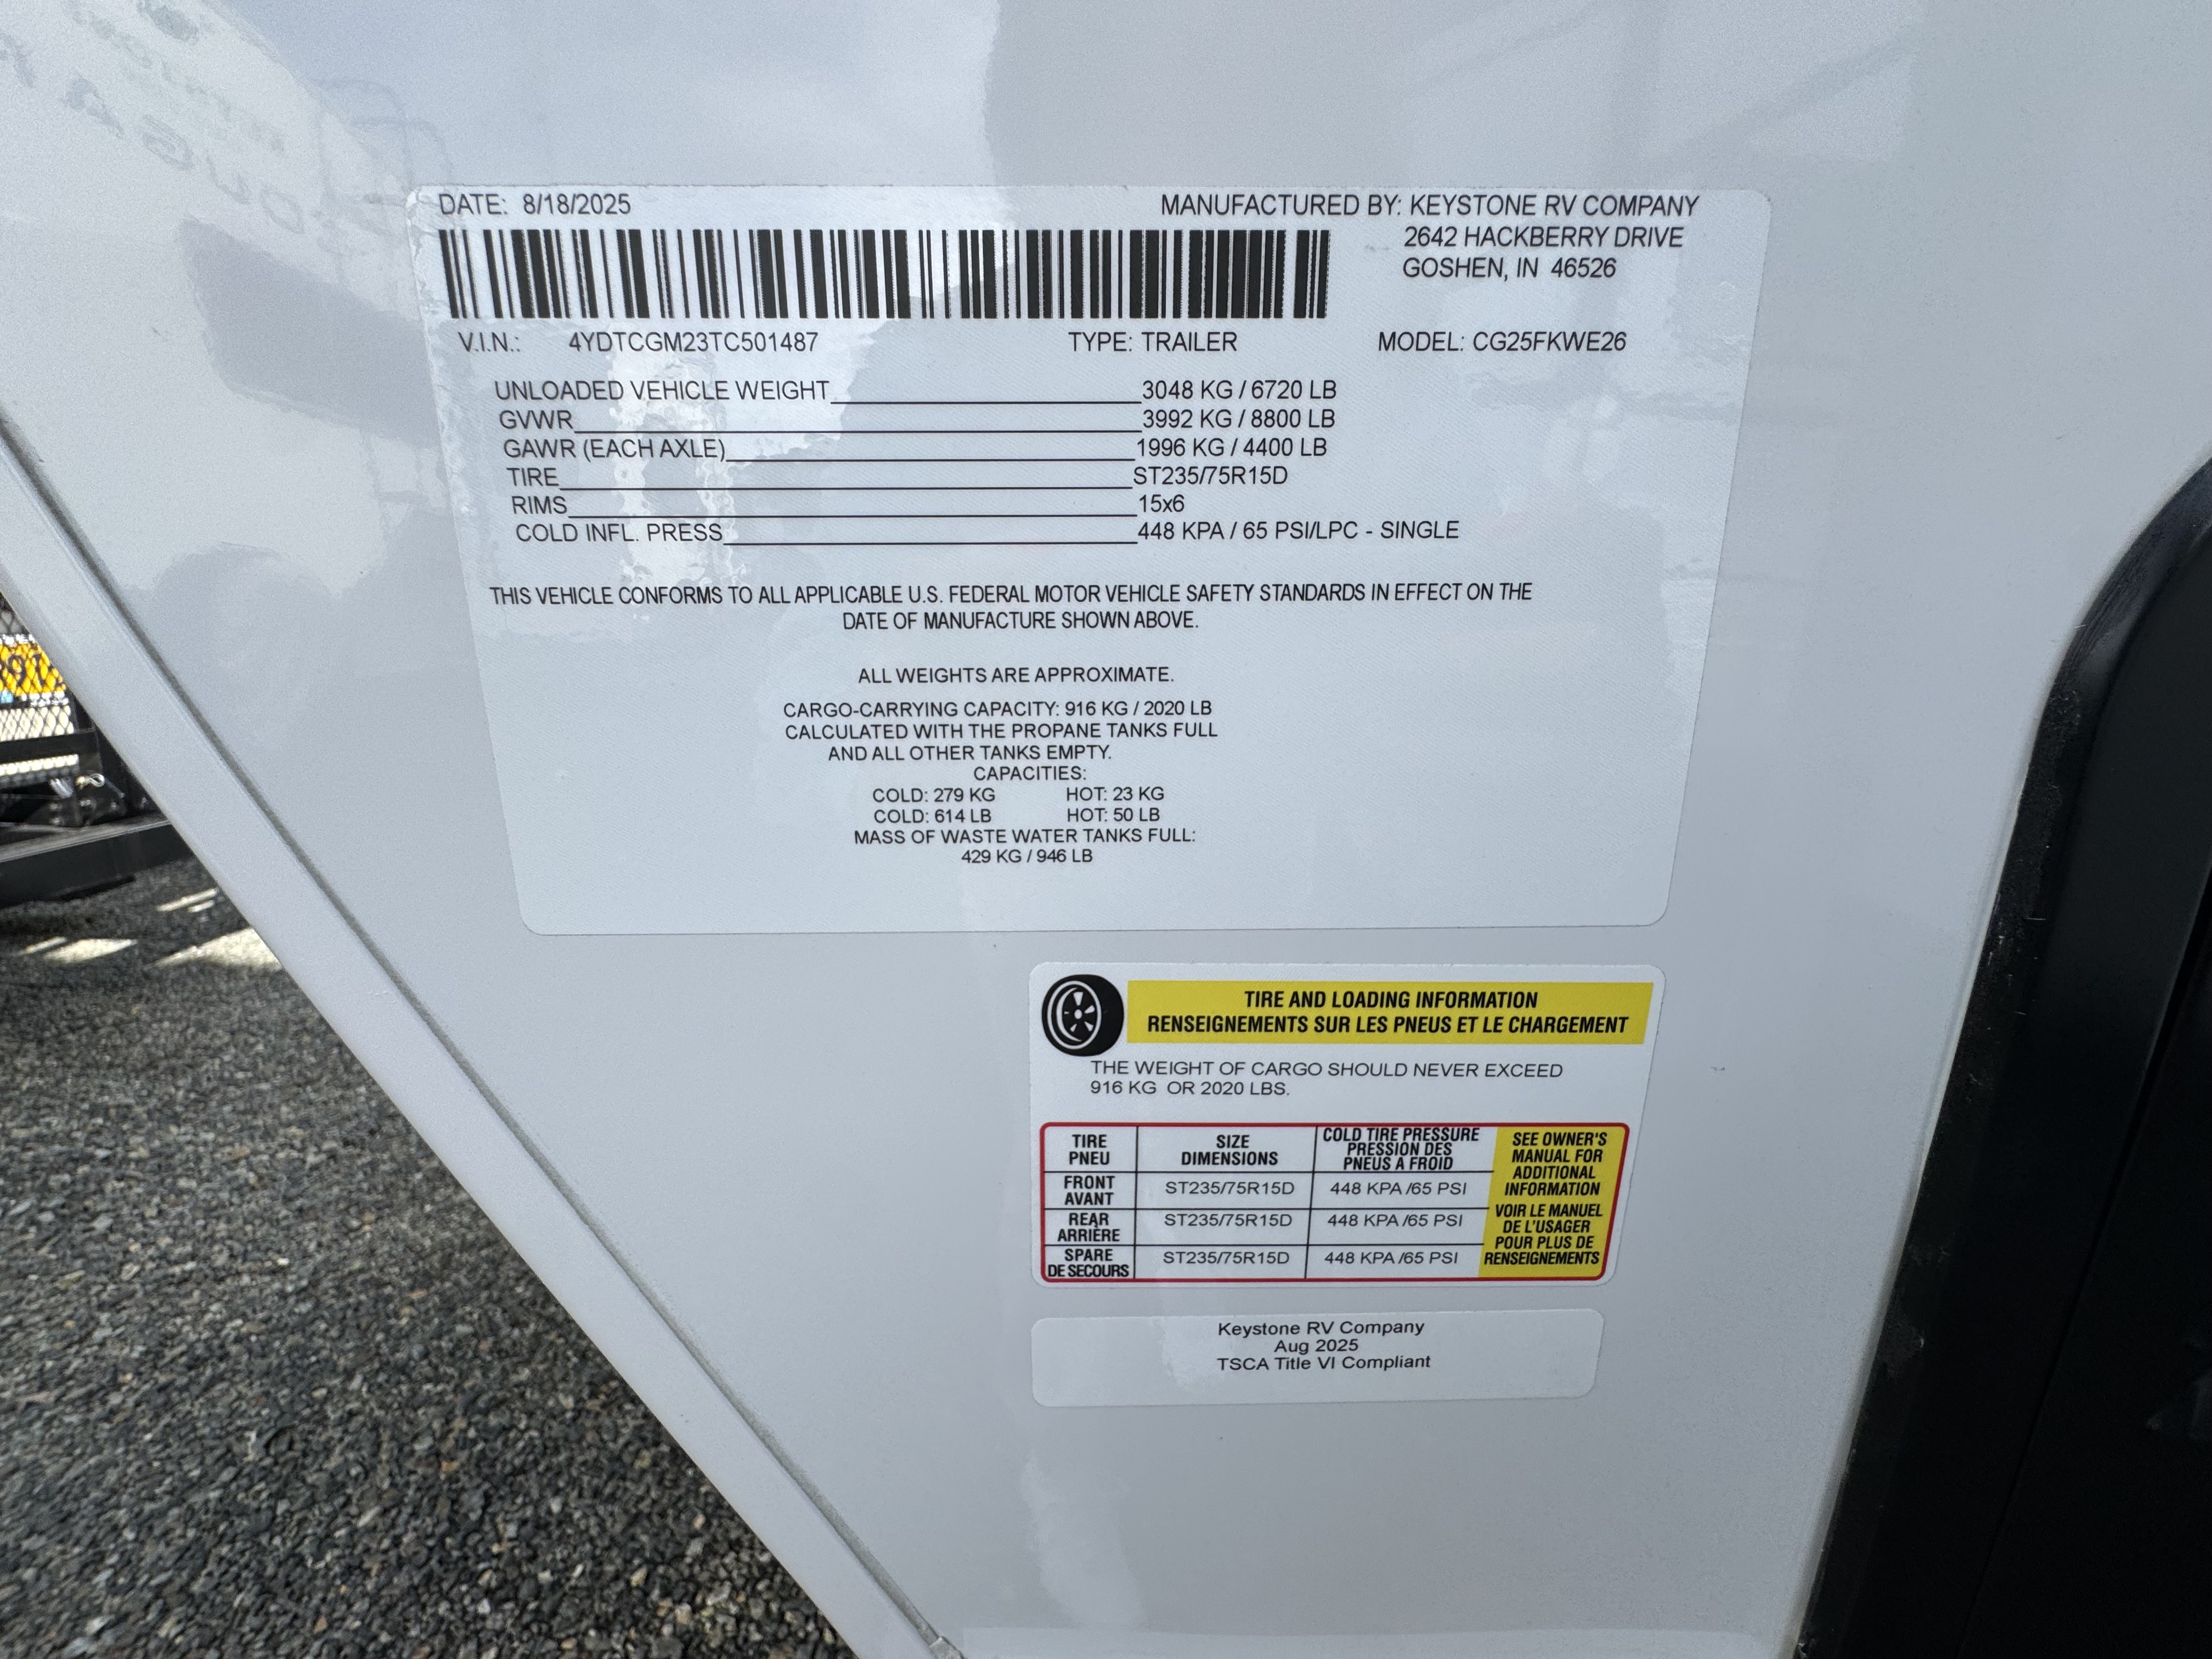 DATE: 8/18/2025
MANUFACTURED BY: KEYSTONE RV COMPANY
2642 HACKBERRY DRIVE
GOSHEN, IN 46526
V.I.N.: 4YDTCGM23TC501487 TYPE: TRAILER MODEL: CG25FKWE26
UNLOADED VEHICLE WEIGHT 3048 KG / 6720 LB
GVWR 3992 KG / 8800 LB
GAWR (EACH AXLE) 1996 KG / 4400 LB
TIRE ST235/75R15D
RIMS 15x6
COLD INFL. PRESS 448 KPA / 65 PSI/LPC - SINGLE
THIS VEHICLE CONFORMS TO ALL APPLICABLE U.S. FEDERAL MOTOR VEHICLE SAFETY STANDARDS IN EFFECT ON THE
DATE OF MANUFACTURE SHOWN ABOVE.
ALL WEIGHTS ARE APPROXIMATE.
CARGO-CARRYING CAPACITY: 916 KG / 2020 LB
CALCULATED WITH THE PROPANE TANKS FULL
AND ALL OTHER TANKS EMPTY.
CAPACITIES:
COLD: 279 KG HOT: 23 KG
COLD: 614 LB HOT: 50 LB
MASS OF WASTE WATER TANKS FULL:
429 KG / 946 LB
TIRE AND LOADING INFORMATION
RENSEIGNEMENTS SUR LES PNEUS ET LE CHARGEMENT
THE WEIGHT OF CARGO SHOULD NEVER EXCEED
916 KG OR 2020 LBS.
TIRE
PNEU
SIZE
DIMENSIONS
COLD TIRE PRESSURE
PRESSION DES
PNEUS A FROID
FRONT
AVANT
ST235/75R15D
448 KPA /65 PSI
REAR
ARRIÈRE
ST235/75R15D
448 KPA /65 PSI
SPARE
DE SECOURS
ST235/75R15D
448 KPA /65 PSI
SEE OWNER'S
MANUAL FOR
ADDITIONAL
INFORMATION
VOIR LE MANUEL
DE L'USAGER
POUR PLUS DE
RENSEIGNEMENTS
Keystone RV Company
Aug 2025
TSCA Title VI Compliant